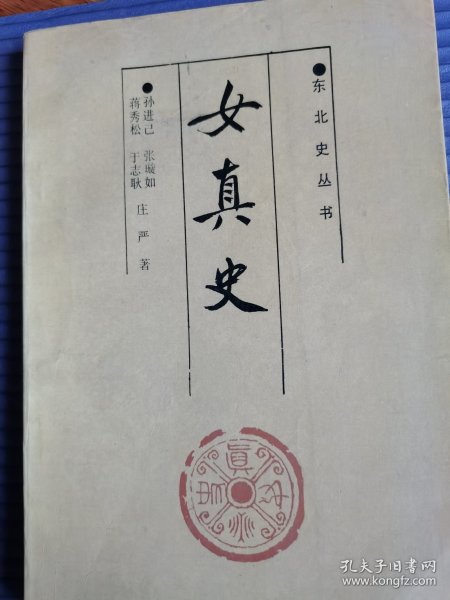 东北史丛书
女真史
孙进己 张璇如
蒋秀松 于志耿
庄严 著
孔夫子旧书网
www.kongfz.com